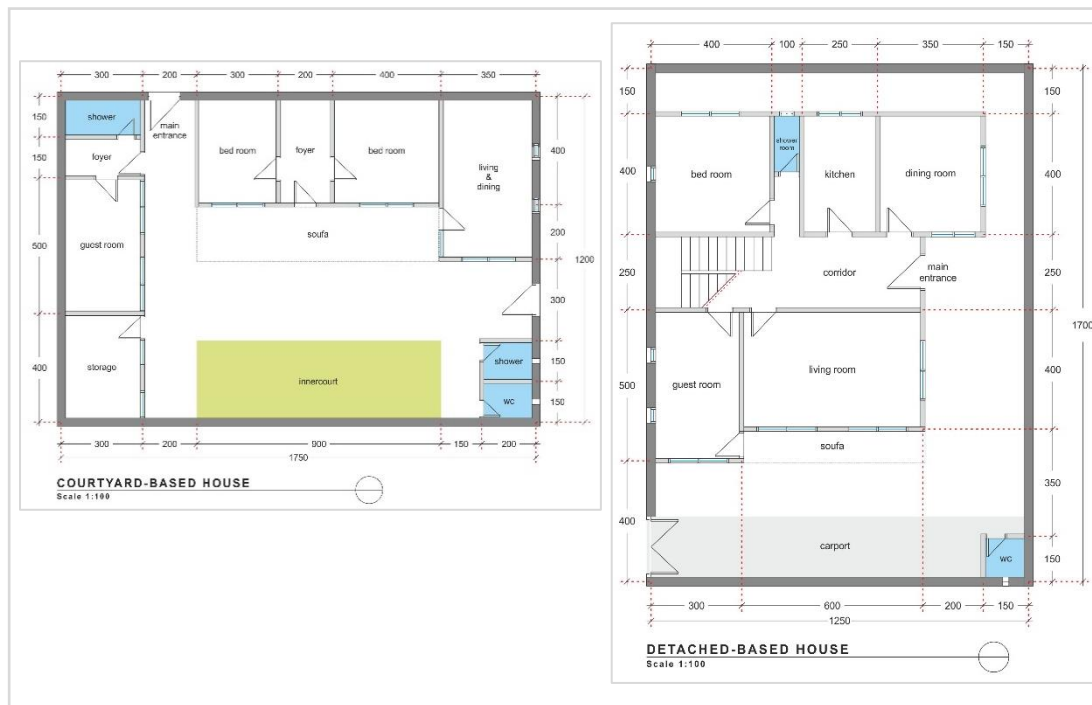 300 200 300 200 400 350
150
150
500
400
shower
main
entrance
foyer
bed room
foyer
bed room
living
&
dining
guest room
soufa
storage
innercourt
shower
wc
400
200
1200
300
150
150
300 200 900 150 200
1750
COURTYARD-BASED HOUSE
Scale 1:100
400 100 250 350 150
150
400
250
500
400
bed room
shower
room
kitchen
dining room
corridor
main
entrance
guest room
living room
soufa
carport
wc
150
400
250
1700
400
350
150
300 600 200 150
1250
DETACHED-BASED HOUSE
Scale 1:100